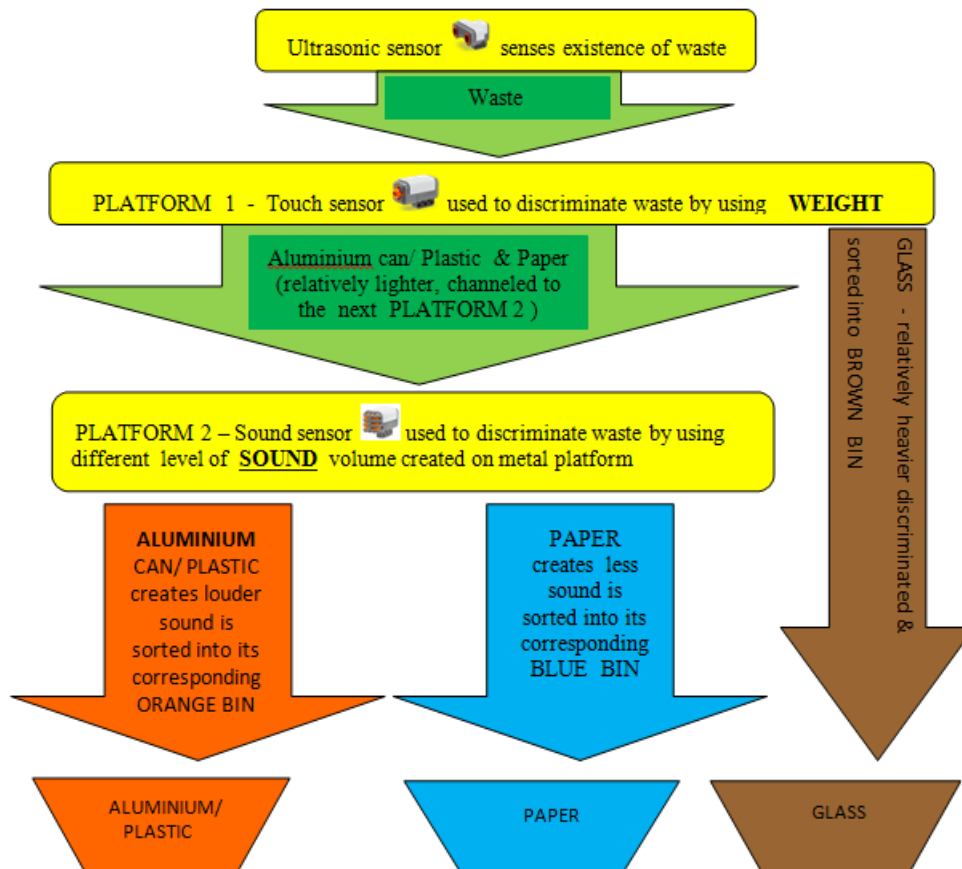 Ultrasonic sensor senses existence of waste
Waste
PLATFORM 1 - Touch sensor used to discriminate waste by using WEIGHT
Aluminium can/ Plastic & Paper
(relatively lighter, channeled to
the next PLATFORM 2 )
GLASS - relatively heavier discriminated &
sorted into BROWN BIN
PLATFORM 2 – Sound sensor used to discriminate waste by using
different level of SOUND volume created on metal platform
ALUMINIUM
CAN/ PLASTIC
creates louder
sound is
sorted into its
corresponding
ORANGE BIN
PAPER
creates less
sound is
sorted into its
corresponding
BLUE BIN
ALUMINIUM/
PLASTIC
PAPER
GLASS